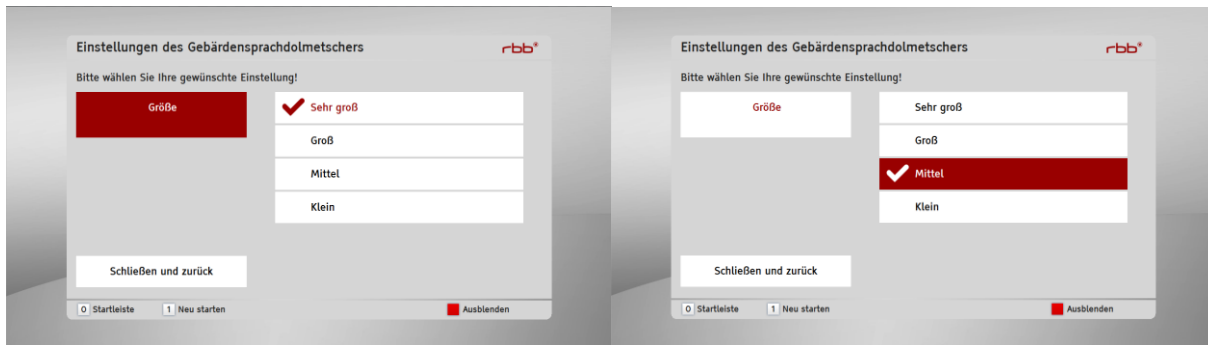 Einstellungen des Gebärdensprachdolmetschers
rbb*
Bitte wählen Sie Ihre gewünschte Einstellung!
Größe
Sehr groß
Groß
Mittel
Klein
Schließen und zurück
0 Startleiste
1 Neu starten
Ausblenden
Einstellungen des Gebärdensprachdolmetschers
rbb*
Bitte wählen Sie Ihre gewünschte Einstellung!
Größe
Sehr groß
Groß
Mittel
Klein
Schließen und zurück
0 Startleiste
1 Neu starten
Ausblenden